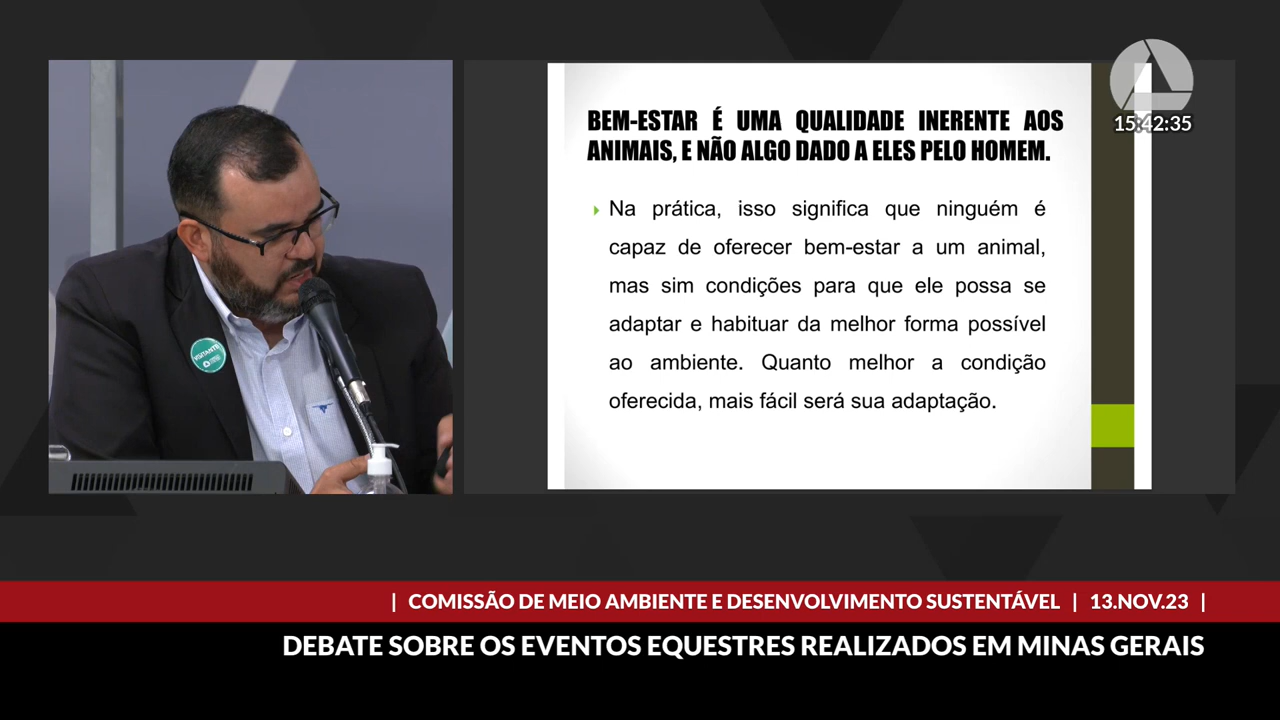 15:42:35
BEM-ESTAR É UMA QUALIDADE INERENTE AOS
ANIMAIS, E NÃO ALGO DADO A ELES PELO HOMEM.
Na prática, isso significa que ninguém é
capaz de oferecer bem-estar a um animal,
mas sim condições para que ele possa se
adaptar e habituar da melhor forma possível
ao ambiente. Quanto melhor a condição
oferecida, mais fácil será sua adaptação.
VISITANTE
| COMISSÃO DE MEIO AMBIENTE E DESENVOLVIMENTO SUSTENTÁVEL | 13.NOV.23 |
DEBATE SOBRE OS EVENTOS EQUESTRES REALIZADOS EM MINAS GERAIS